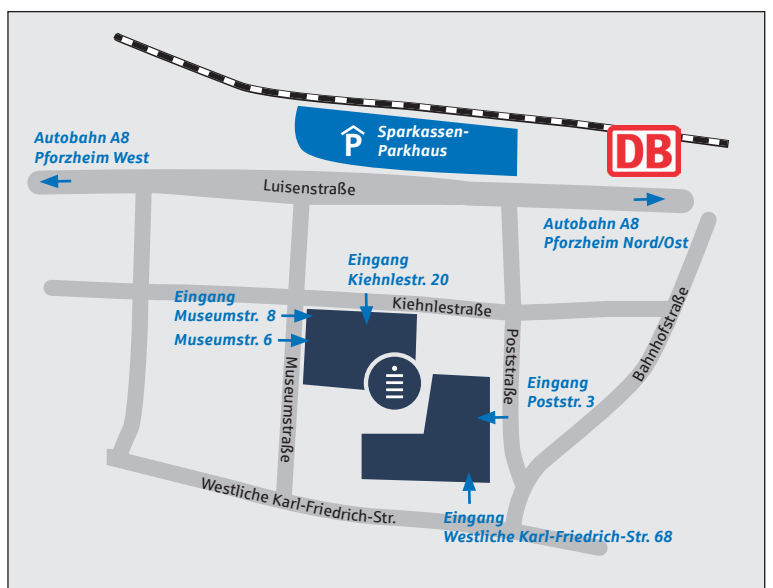 Autobahn A8
Pforzheim West
P
Sparkassen-
Parkhaus
DB
Luisenstraße
Autobahn A8
Pforzheim Nord/Ost
Eingang
Kiehnlestr. 20
Eingang
Museumstr. 8
Museumstr. 6
Kiehnlestraße
Museumstraße
Poststraße
Bahnhofstraße
Eingang
Poststr. 3
Westliche Karl-Friedrich-Str.
Eingang
Westliche Karl-Friedrich-Str. 68